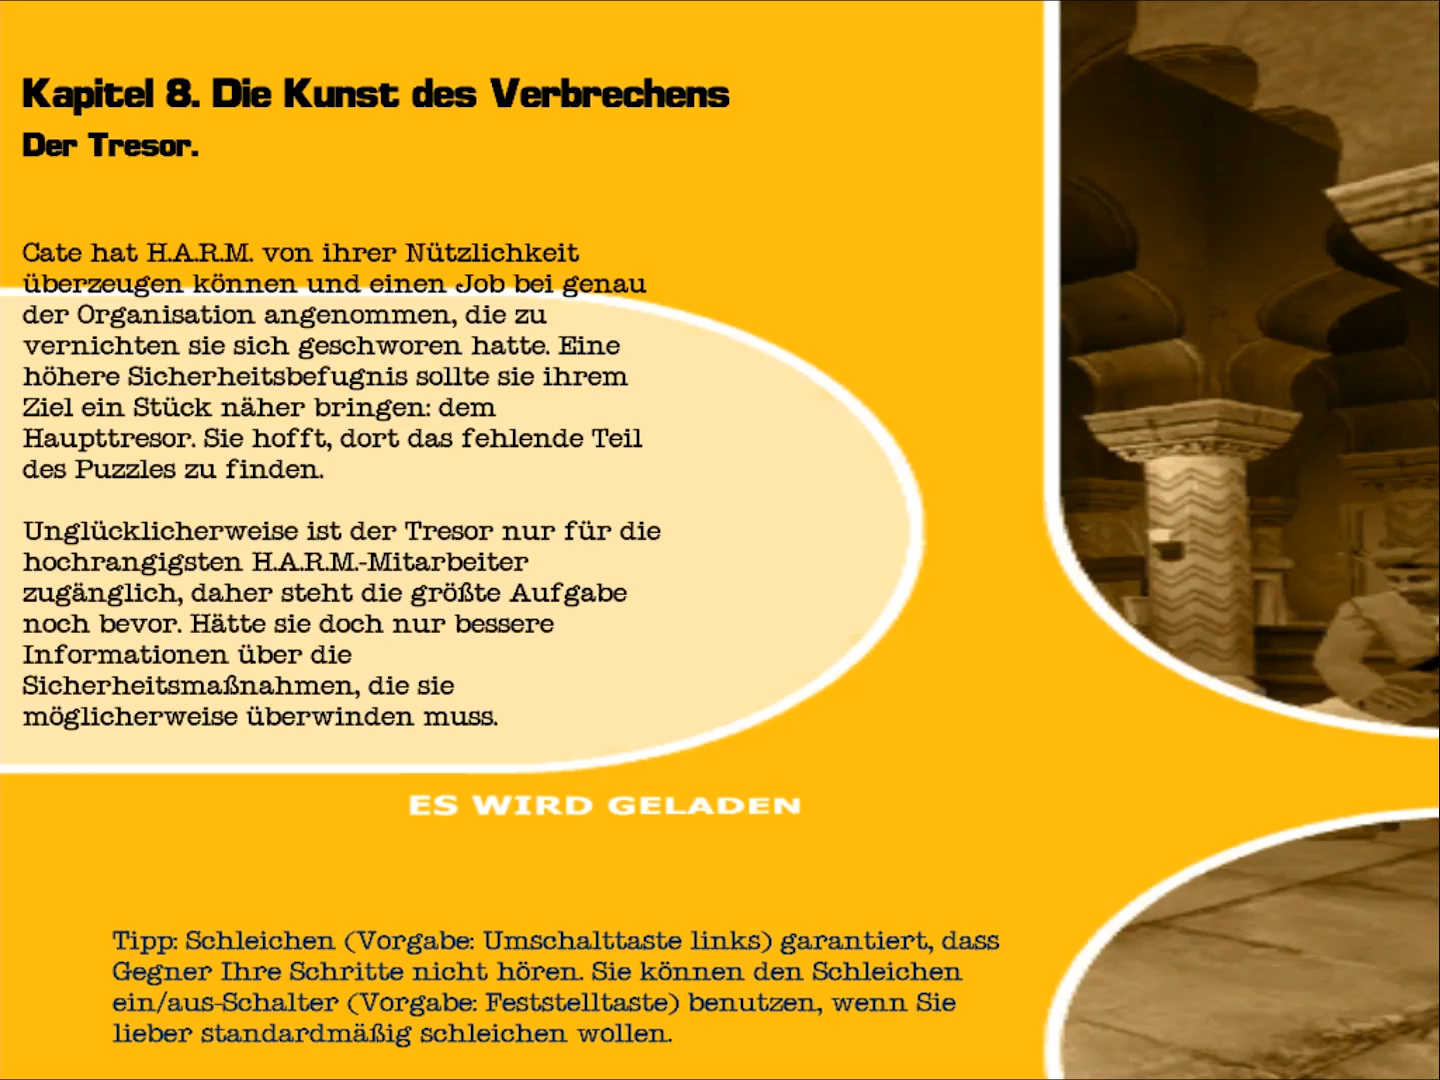 Kapitel 8. Die Kunst des Verbrechens
Der Tresor.
Cate hat H.A.R.M. von ihrer Nützlichkeit
überzeugen können und einen Job bei genau
der Organisation angenommen, die zu
vernichten sie sich geschworen hatte. Eine
höhere Sicherheitsbefugnis sollte sie ihrem
Ziel ein Stück näher bringen: dem
Haupttresor. Sie hofft, dort das fehlende Teil
des Puzzles zu finden.
Unglücklicherweise ist der Tresor nur für die
hochrangigsten H.A.R.M.-Mitarbeiter
zugänglich, daher steht die größte Aufgabe
noch bevor. Hätte sie doch nur bessere
Informationen über die
Sicherheitsmaßnahmen, die sie
möglicherweise überwinden muss.
ES WIRD GELADEN
Tipp: Schleichen (Vorgabe: Umschalttaste links) garantiert, dass
Gegner Ihre Schritte nicht hören. Sie können den Schleichen
ein/aus-Schalter (Vorgabe: Feststelltaste) benutzen, wenn Sie
lieber standardmäßig schleichen wollen.